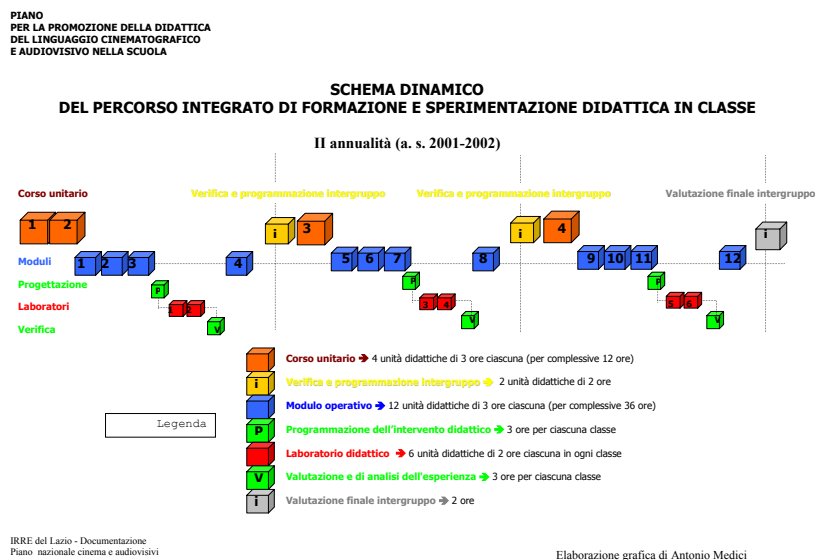 PIANO
PER LA PROMOZIONE DELLA DIDATTICA
DEL LINGUAGGIO CINEMATOGRAFICO
E AUDIOVISIVO NELLA SCUOLA
SCHEMA DINAMICO
DEL PERCORSO INTEGRATO DI FORMAZIONE E SPERIMENTAZIONE DIDATTICA IN CLASSE
II annualità (a. s. 2001-2002)
Corso unitario Verifica e programmazione intergruppo Verifica e programmazione intergruppo Valutazione finale intergruppo
1 2 i 3 i 4 i
Moduli 1 2 3 4 5 6 7 8 9 10 11 12
Progettazione P P P
Laboratori 1 2 3 4 5 6
Verifica V V V
Corso unitario ➔ 4 unità didattiche di 3 ore ciascuna (per complessive 12 ore)
i Verifica e programmazione intergruppo ➔ 2 unità didattiche di 2 ore
Modulo operativo ➔ 12 unità didattiche di 3 ore ciascuna (per complessive 36 ore)
Legenda
P Programmazione dell'intervento didattico ➔ 3 ore per ciascuna classe
Laboratorio didattico ➔ 6 unità didattiche di 2 ore ciascuna in ogni classe
V Valutazione e di analisi dell'esperienza ➔ 3 ore per ciascuna classe
i Valutazione finale intergruppo ➔ 2 ore
IRRE del Lazio - Documentazione
Piano nazionale cinema e audiovisivi
Elaborazione grafica di Antonio Medici